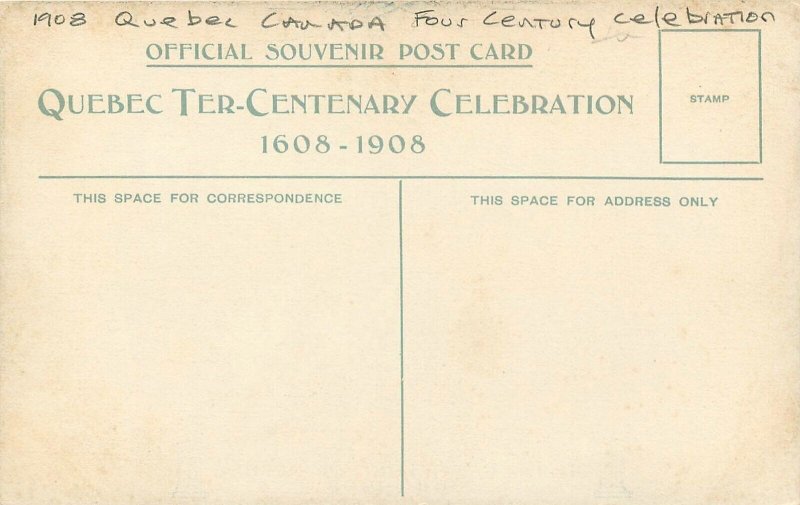 1908 Quebec CANADA Four Century Celebration
OFFICIAL SOUVENIR POST CARD
QUEBEC TER-CENTENARY CELEBRATION
1608-1908
STAMP
THIS SPACE FOR CORRESPONDENCE
THIS SPACE FOR ADDRESS ONLY